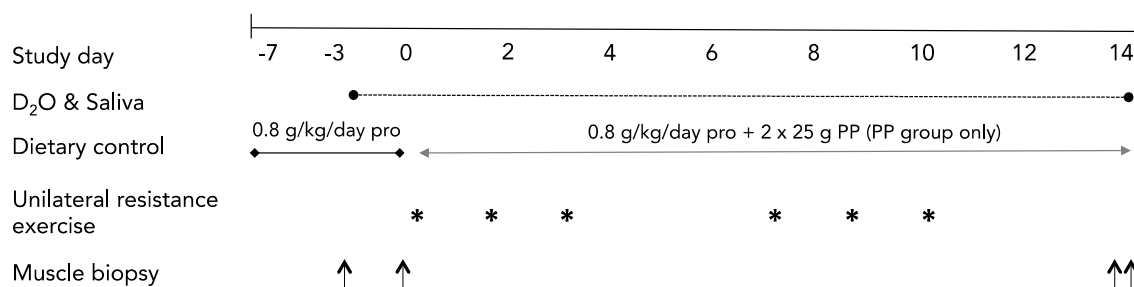 Study day -7 -3 0 2 4 6 8 10 12 14
D₂O & Saliva
0.8 g/kg/day pro 0.8 g/kg/day pro + 2 x 25 g PP (PP group only)
Dietary control
Unilateral resistance
exercise * * * * * *
Muscle biopsy